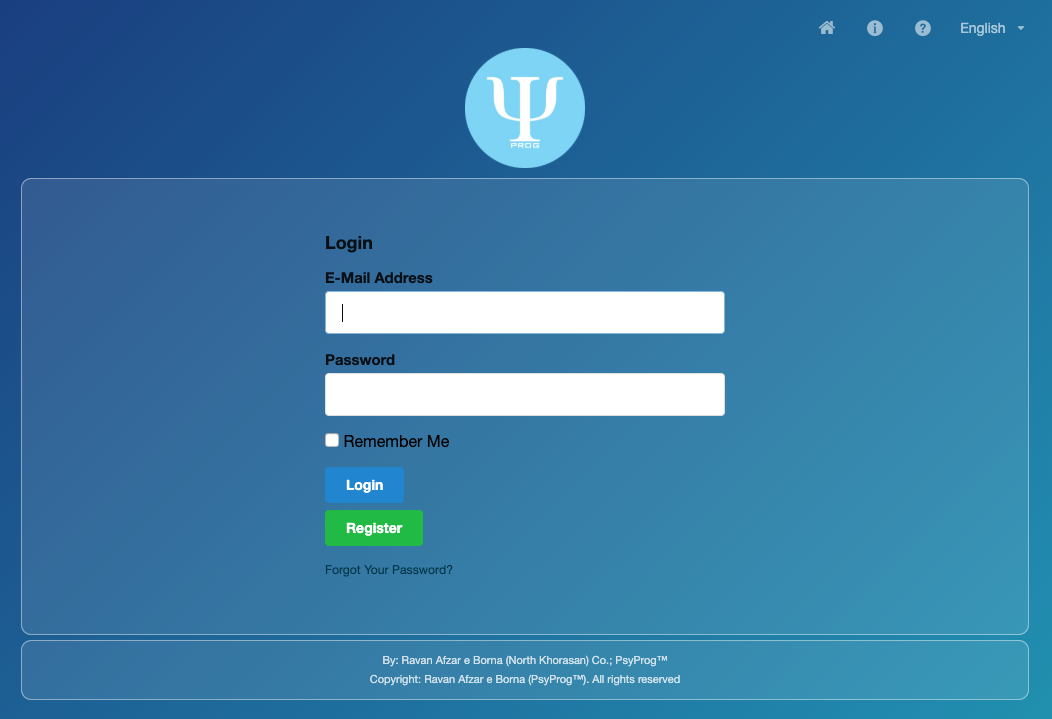 English
Ψ
PROG
Login
E-Mail Address
Password
Remember Me
Login
Register
Forgot Your Password?
By: Ravan Afzar e Borna (North Khorasan) Co.; PsyProg™
Copyright: Ravan Afzar e Borna (PsyProg™). All rights reserved